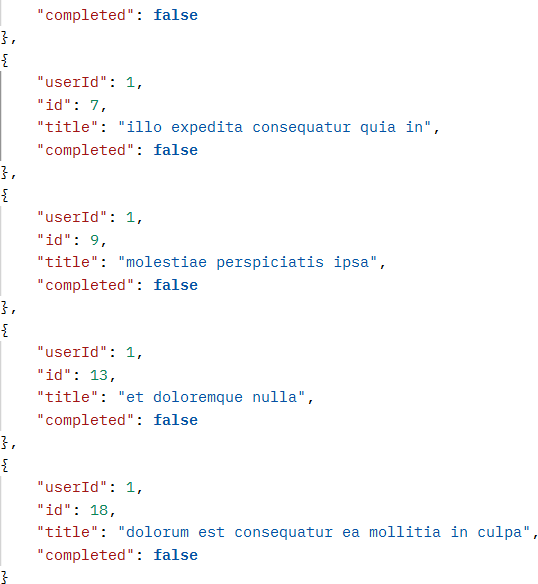 "completed": false
},
{
    "userId": 1,
    "id": 7,
    "title": "illo expedita consequatur quia in",
    "completed": false
},
{
    "userId": 1,
    "id": 9,
    "title": "molestiae perspiciatis ipsa",
    "completed": false
},
{
    "userId": 1,
    "id": 13,
    "title": "et doloremque nulla",
    "completed": false
},
{
    "userId": 1,
    "id": 18,
    "title": "dolorum est consequatur ea mollitia in culpa",
    "completed": false
}